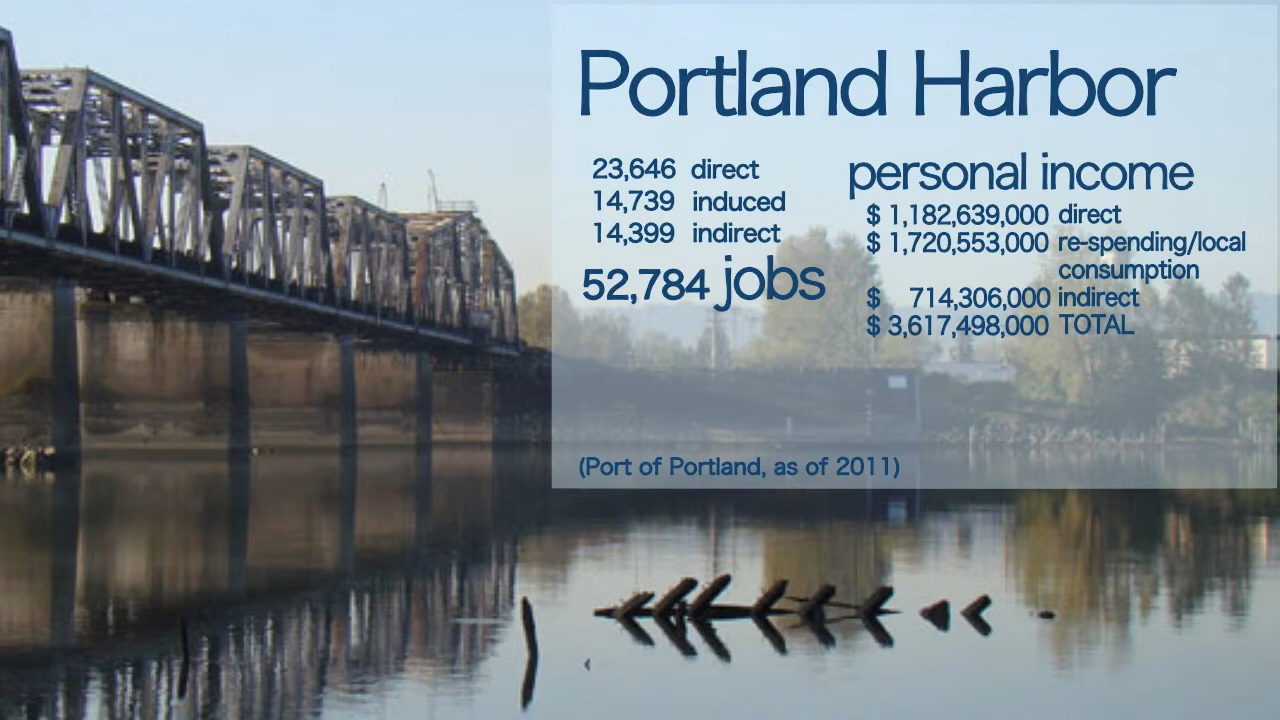 Portland Harbor
23,646 direct
14,739 induced
14,399 indirect
52,784 jobs
personal income
$ 1,182,639,000 direct
$ 1,720,553,000 re-spending/local
consumption
$ 714,306,000 indirect
$ 3,617,498,000 TOTAL
(Port of Portland, as of 2011)